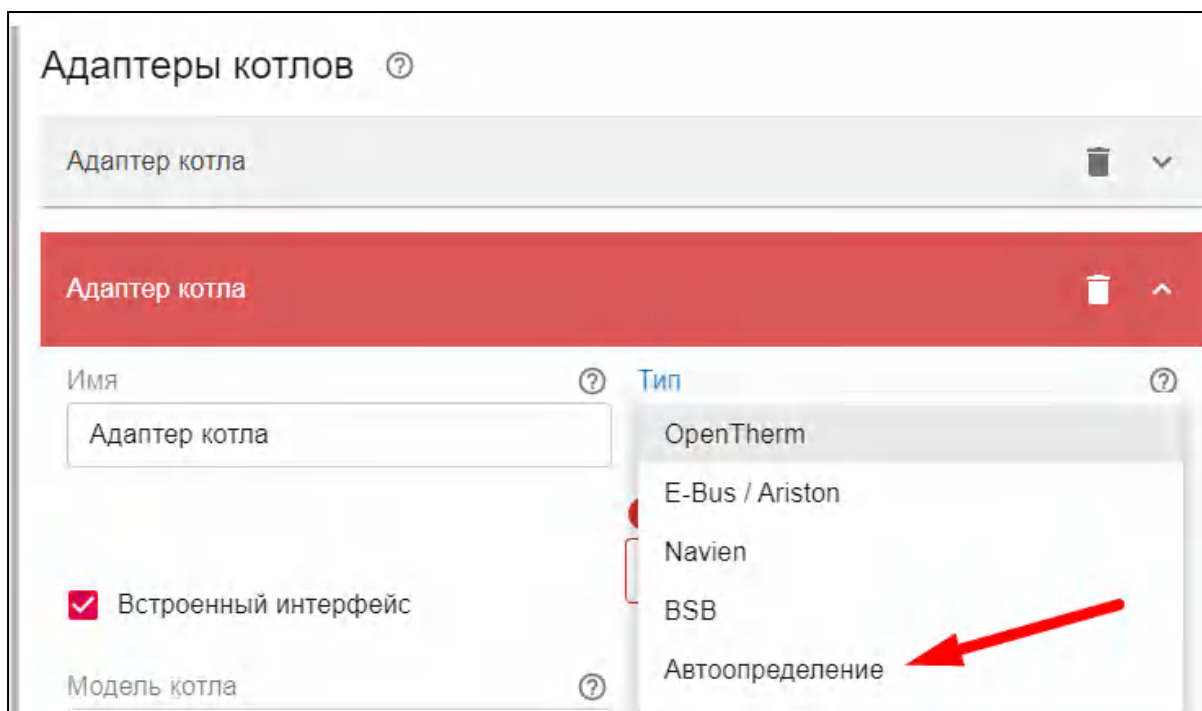 Адаптеры котлов
Адаптер котла
Адаптер котла
Имя
Тип
Адаптер котла
OpenTherm
E-Bus / Ariston
Navien
Встроенный интерфейс
BSB
Автоопределение
Модель котла